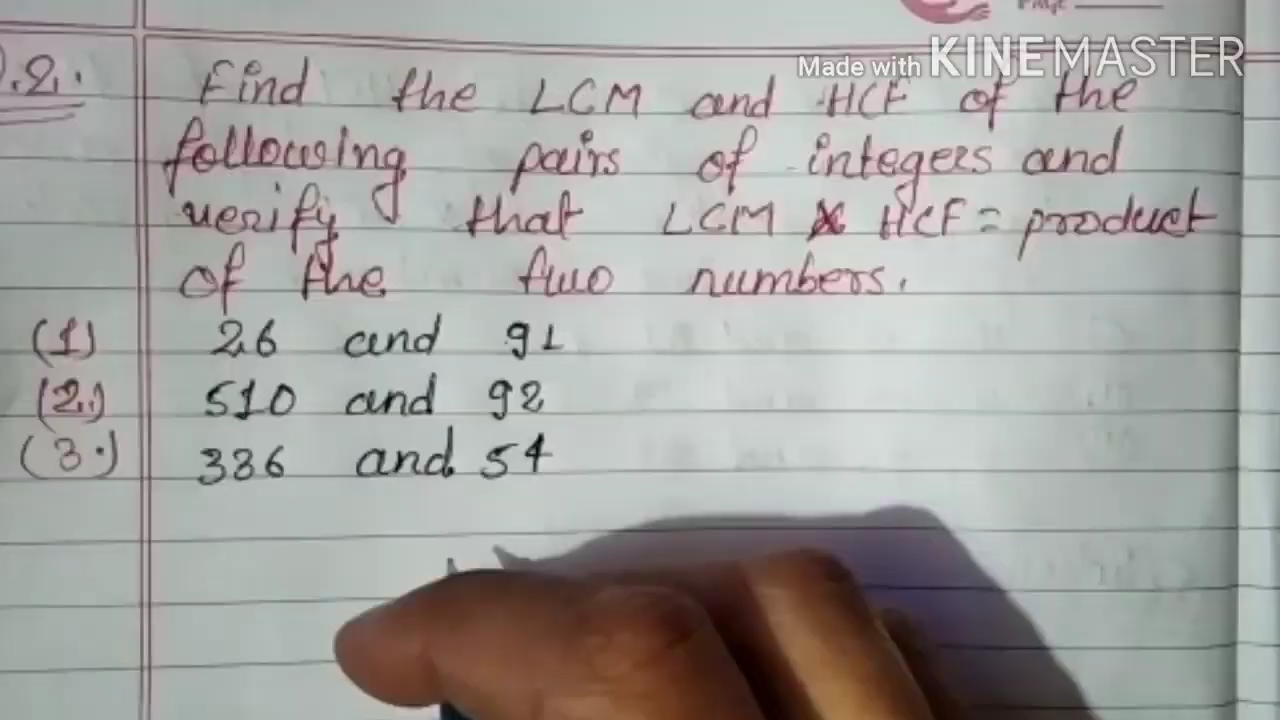 Page
Made with KINEMASTER
Q.2. Find the LCM and HCF of the
following pairs of integers and
verify that LCM X HCF = product
of the two numbers.
(1) 26 and 91
(2.) 510 and 92
(3.) 336 and 54